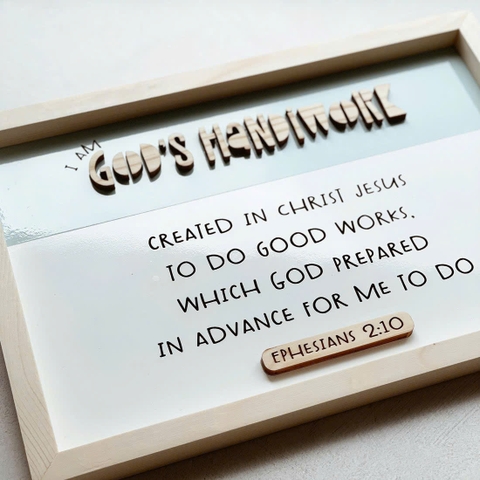 I AM
GOD'S HANDIWORK
CREATED IN CHRIST JESUS
TO DO GOOD WORKS,
WHICH GOD PREPARED
IN ADVANCE FOR ME TO DO
EPHESIANS 2:10